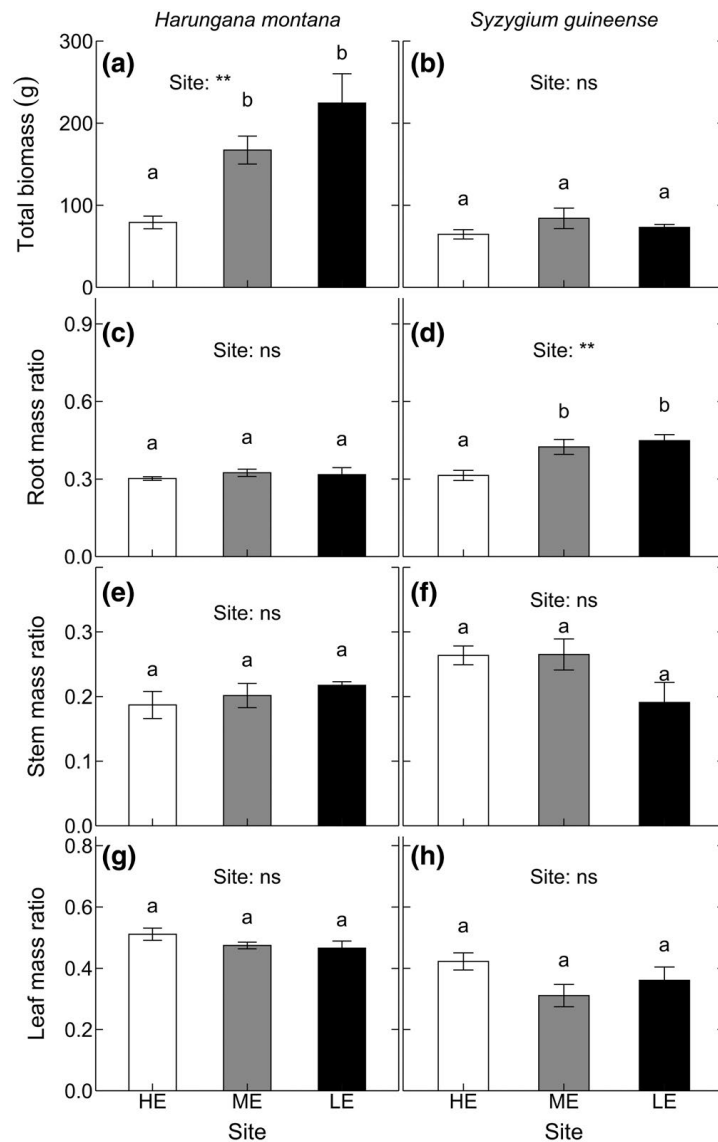 Harungana montana Syzygium guineense
Total biomass (g)
300
200
100
0
(a)
Site: **
a
b
b
(b)
Site: ns
a
a
a
Root mass ratio
0.9
0.6
0.3
0.0
(c)
Site: ns
a
a
a
(d)
Site: **
a
b
b
Stem mass ratio
0.3
0.2
0.1
0.0
(e)
Site: ns
a
a
a
(f)
Site: ns
a
a
a
Leaf mass ratio
0.8
0.6
0.4
0.2
0.0
(g)
Site: ns
a
a
a
(h)
Site: ns
a
a
a
HE ME LE HE ME LE
Site Site